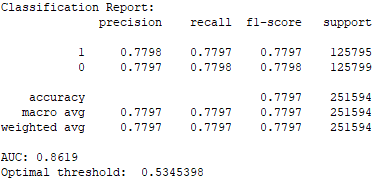 Classification Report:
precision recall f1-score support
1 0.7798 0.7797 0.7797 125795
0 0.7797 0.7798 0.7798 125799
accuracy 0.7797 251594
macro avg 0.7797 0.7797 0.7797 251594
weighted avg 0.7797 0.7797 0.7797 251594
AUC: 0.8619
Optimal threshold: 0.5345398